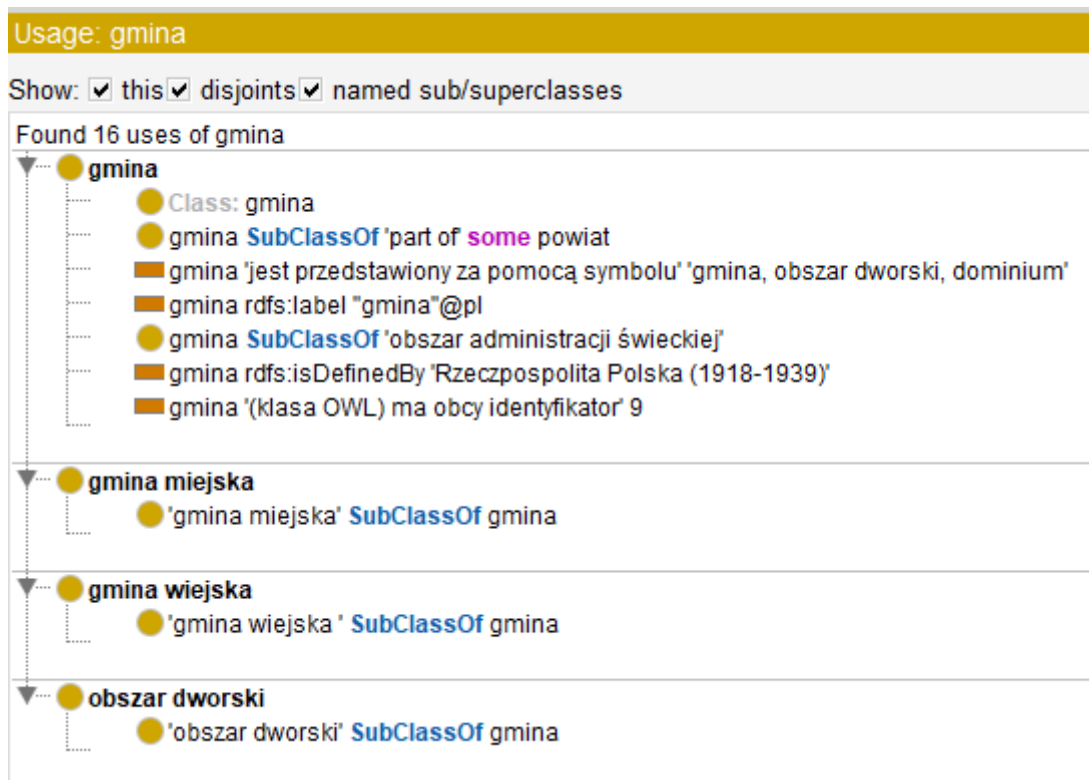 Usage: gmina
Show: this disjoints named sub/superclasses
Found 16 uses of gmina
gmina
Class: gmina
gmina SubClassOf 'part of' some powiat
gmina 'jest przedstawiony za pomocą symbolu' 'gmina, obszar dworski, dominium'
gmina rdfs:label "gmina"@pl
gmina SubClassOf 'obszar administracji świeckiej'
gmina rdfs:isDefinedBy 'Rzeczpospolita Polska (1918-1939)'
gmina '(klasa OWL) ma obcy identyfikator' 9
gmina miejska
'gmina miejska' SubClassOf gmina
gmina wiejska
'gmina wiejska ' SubClassOf gmina
obszar dworski
'obszar dworski' SubClassOf gmina